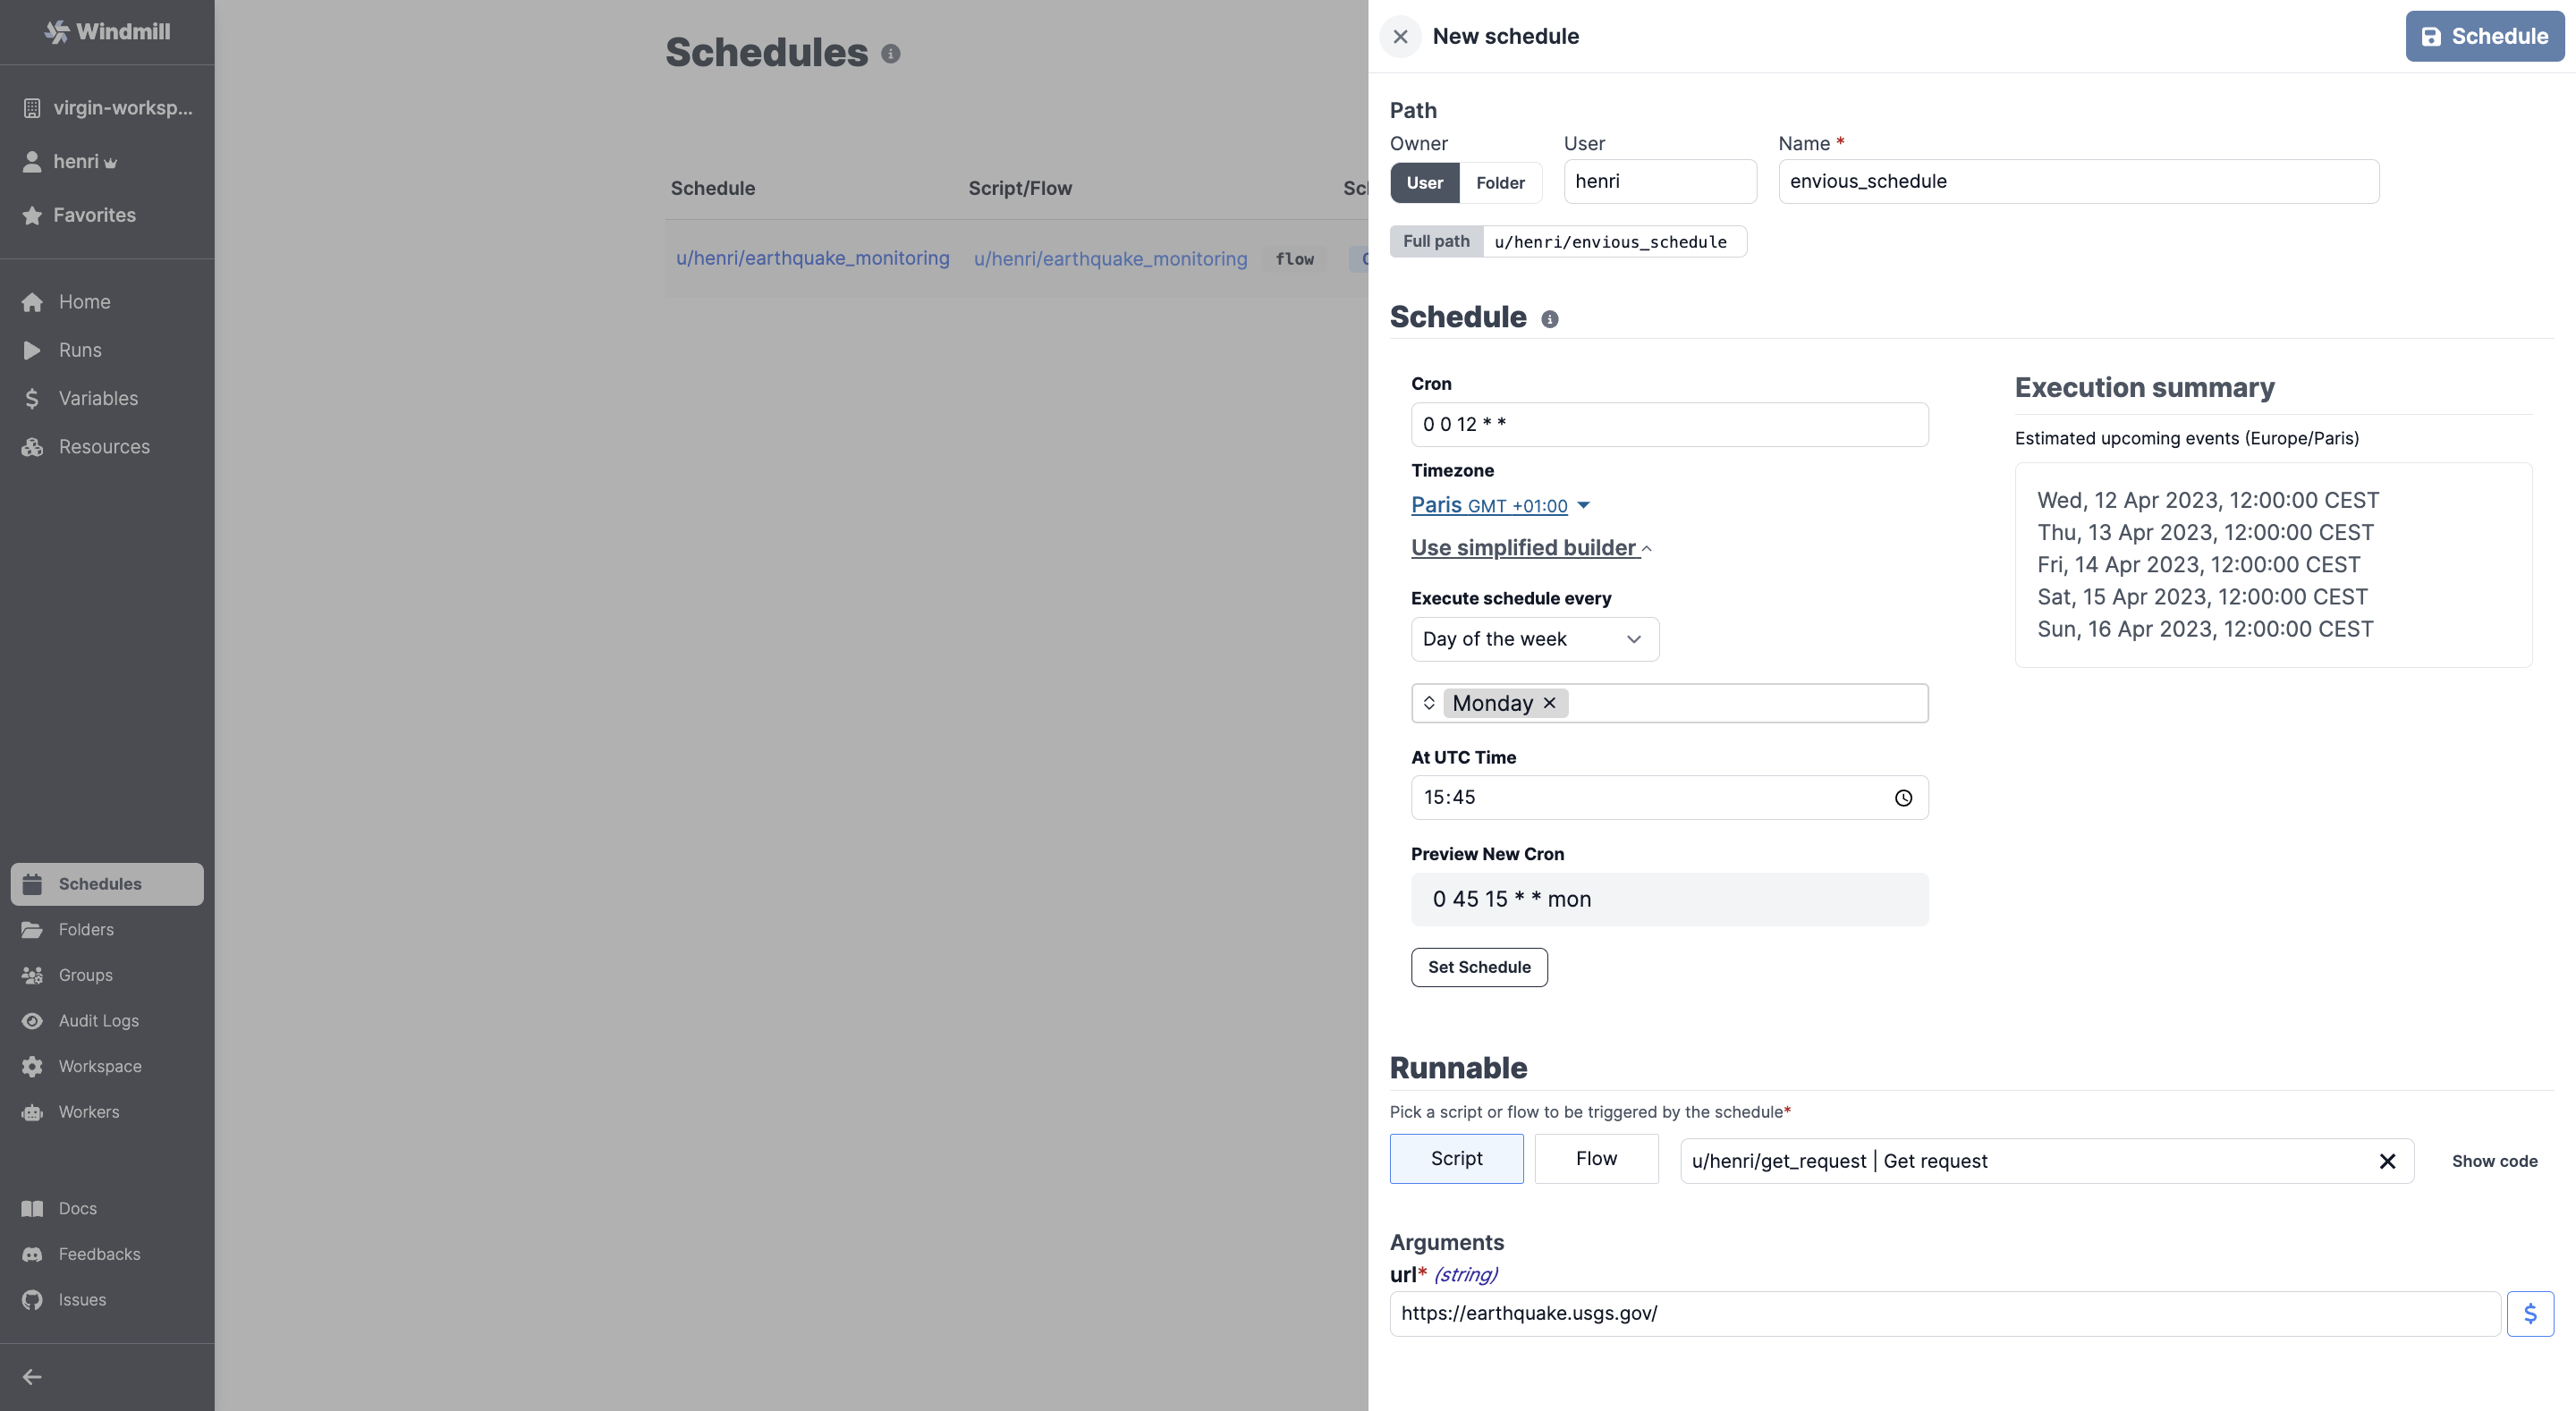 Windmill
virgin-worksp...
henri
Favorites
Home
Runs
Variables
Resources
Schedules
Folders
Groups
Audit Logs
Workspace
Workers
Docs
Feedbacks
Issues
Schedules
Schedule Script/Flow
u/henri/earthquake_monitoring u/henri/earthquake_monitoring flow
New schedule
Schedule
Path
Owner User Name *
User Folder henri envious_schedule
Full path u/henri/envious_schedule
Schedule
Cron
0 0 12 * *
Timezone
Paris GMT +01:00
Use simplified builder
Execute schedule every
Day of the week
Monday
At UTC Time
15:45
Preview New Cron
0 45 15 * * mon
Set Schedule
Execution summary
Estimated upcoming events (Europe/Paris)
Wed, 12 Apr 2023, 12:00:00 CEST
Thu, 13 Apr 2023, 12:00:00 CEST
Fri, 14 Apr 2023, 12:00:00 CEST
Sat, 15 Apr 2023, 12:00:00 CEST
Sun, 16 Apr 2023, 12:00:00 CEST
Runnable
Pick a script or flow to be triggered by the schedule*
Script Flow u/henri/get_request | Get request Show code
Arguments
url* (string)
https://earthquake.usgs.gov/
$